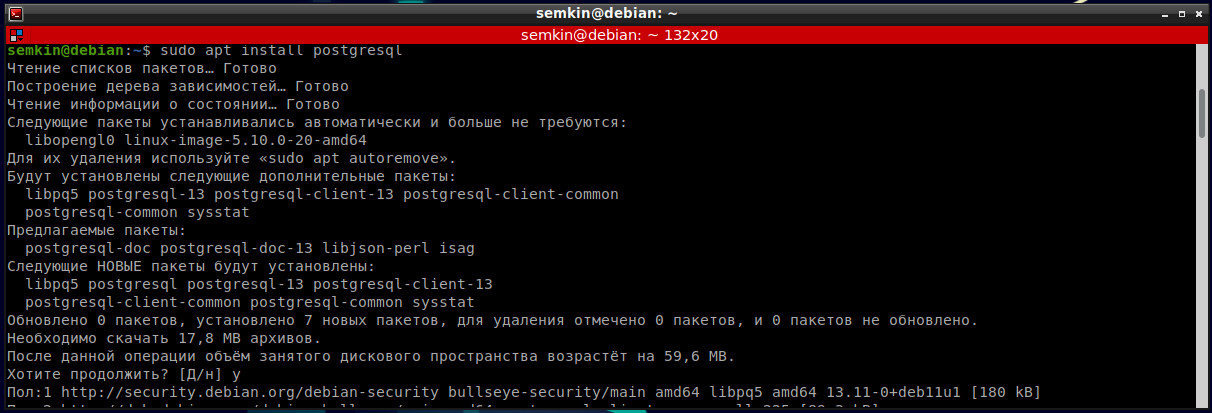 semkin@debian: ~
semkin@debian: ~ 132x20
semkin@debian:~$ sudo apt install postgresql
Чтение списков пакетов… Готово
Построение дерева зависимостей… Готово
Чтение информации о состоянии… Готово
Следующие пакеты устанавливались автоматически и больше не требуются:
  libopengl0 linux-image-5.10.0-20-amd64
Для их удаления используйте «sudo apt autoremove».
Будут установлены следующие дополнительные пакеты:
  libpq5 postgresql-13 postgresql-client-13 postgresql-client-common
  postgresql-common sysstat
Предлагаемые пакеты:
  postgresql-doc postgresql-doc-13 libjson-perl isag
Следующие НОВЫЕ пакеты будут установлены:
  libpq5 postgresql postgresql-13 postgresql-client-13
  postgresql-client-common postgresql-common sysstat
Обновлено 0 пакетов, установлено 7 новых пакетов, для удаления отмечено 0 пакетов, и 0 пакетов не обновлено.
Необходимо скачать 17,8 MB архивов.
После данной операции объём занятого дискового пространства возрастёт на 59,6 MB.
Хотите продолжить? [Д/н] y
Пол:1 http://security.debian.org/debian-security bullseye-security/main amd64 libpq5 amd64 13.11-0+deb11u1 [180 kB]